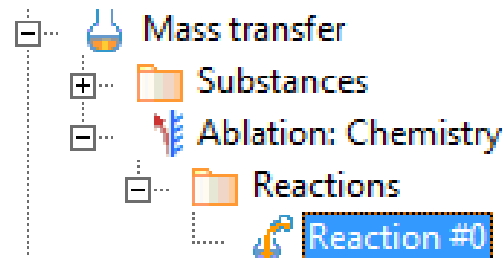 Mass transfer
Substances
Ablation: Chemistry
Reactions
Reaction #0